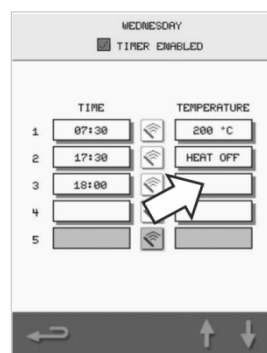 WEDNESDAY
TIMER ENABLED
TIME TEMPERATURE
1 07:30 200 °C
2 17:30 HEAT OFF
3 18:00
4
5